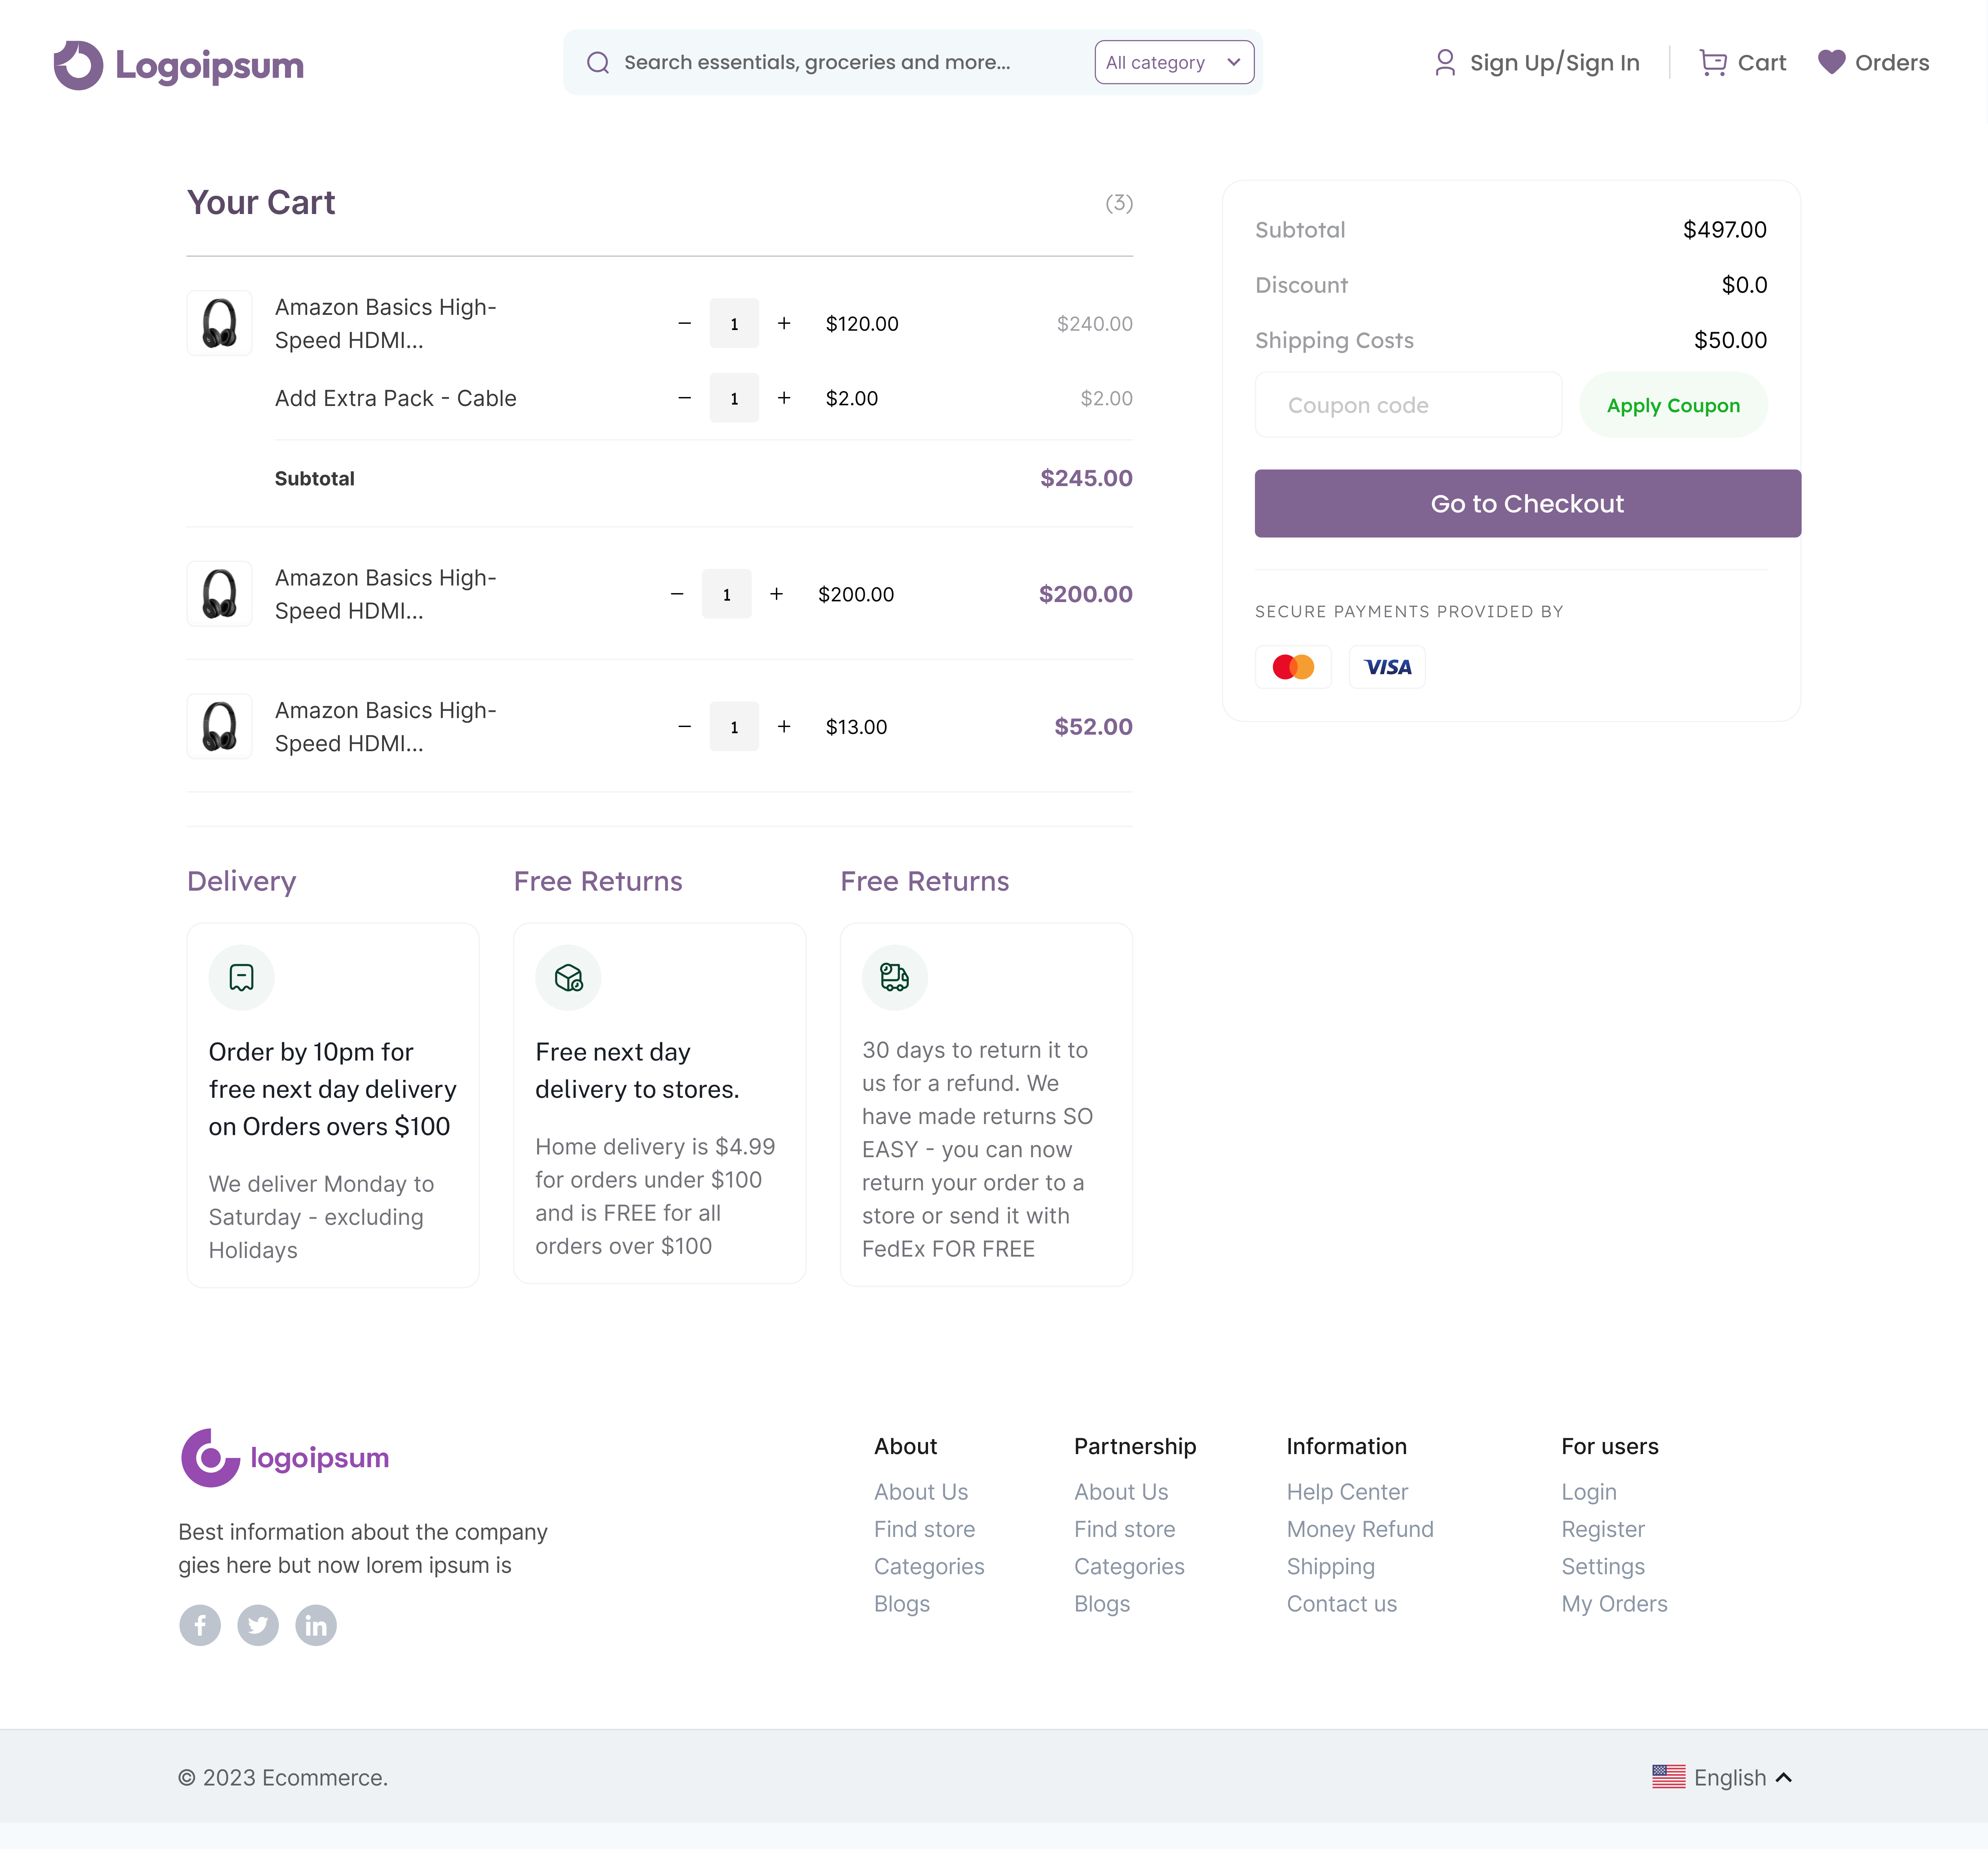 Logoipsum
Search essentials, groceries and more...
All category
Sign Up/Sign In
Cart
Orders
Your Cart
(3)
Amazon Basics High-
Speed HDMI...
− 1 + $120.00 $240.00
Add Extra Pack - Cable − 1 + $2.00 $2.00
Subtotal $245.00
Amazon Basics High-
Speed HDMI...
− 1 + $200.00 $200.00
Amazon Basics High-
Speed HDMI...
− 1 + $13.00 $52.00
Subtotal $497.00
Discount $0.0
Shipping Costs $50.00
Coupon code
Apply Coupon
Go to Checkout
SECURE PAYMENTS PROVIDED BY
VISA
Delivery
Order by 10pm for
free next day delivery
on Orders overs $100
We deliver Monday to
Saturday - excluding
Holidays
Free Returns
Free next day
delivery to stores.
Home delivery is $4.99
for orders under $100
and is FREE for all
orders over $100
Free Returns
30 days to return it to
us for a refund. We
have made returns SO
EASY - you can now
return your order to a
store or send it with
FedEx FOR FREE
logoipsum
Best information about the company
gies here but now lorem ipsum is
f
in
About
About Us
Find store
Categories
Blogs
Partnership
About Us
Find store
Categories
Blogs
Information
Help Center
Money Refund
Shipping
Contact us
For users
Login
Register
Settings
My Orders
© 2023 Ecommerce.
English